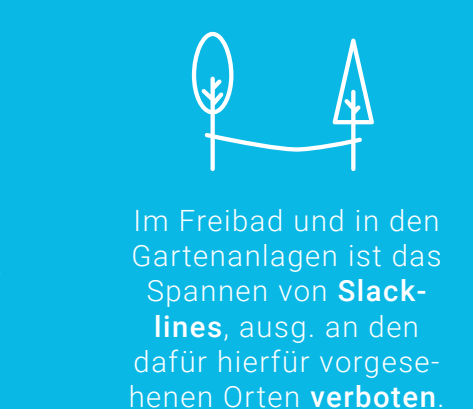 Im Freibad und in den
Gartenanlagen ist das
Spannen von Slack-
lines, ausg. an den
dafür hierfür vorgese-
henen Orten verboten.